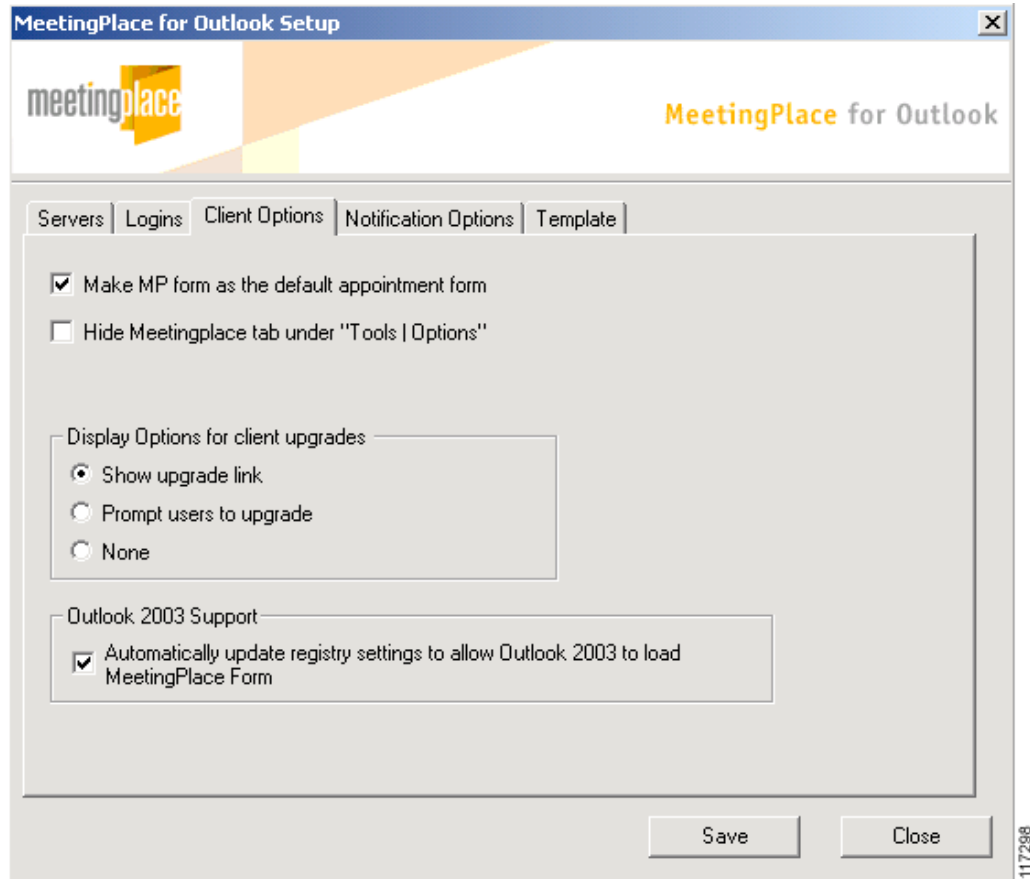 MeetingPlace for Outlook Setup
meetingplace
MeetingPlace for Outlook
Servers
Logins
Client Options
Notification Options
Template
Make MP form as the default appointment form
Hide Meetingplace tab under "Tools | Options"
Display Options for client upgrades
Show upgrade link
Prompt users to upgrade
None
Outlook 2003 Support
Automatically update registry settings to allow Outlook 2003 to load
MeetingPlace Form
Save
Close
117298